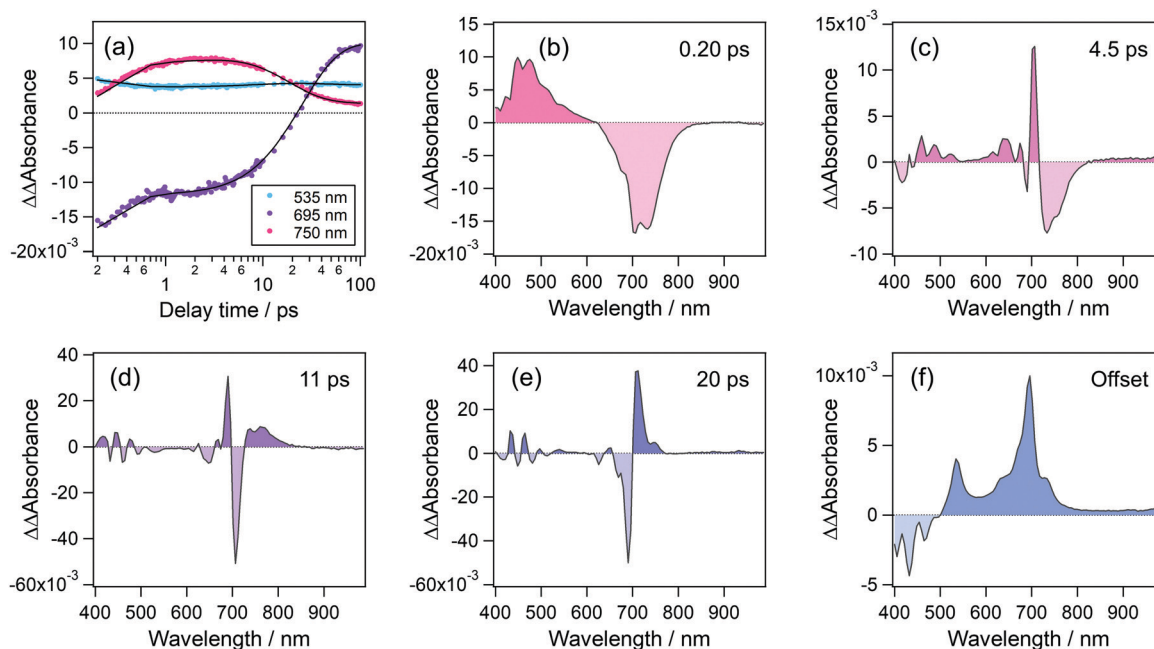 (a)
ΔΔAbsorbance
10
5
0
-5
-10
-15
-20x10⁻³
535 nm
695 nm
750 nm
2 4 6 1 2 4 6 10 2 4 6 100
Delay time / ps
(b) 0.20 ps
ΔΔAbsorbance
15
10
5
0
-5
-10
-15
-20x10⁻³
400 500 600 700 800 900
Wavelength / nm
(c) 4.5 ps
ΔΔAbsorbance
15x10⁻³
10
5
0
-5
-10
400 500 600 700 800 900
Wavelength / nm
(d) 11 ps
ΔΔAbsorbance
40
20
0
-20
-40
-60x10⁻³
400 500 600 700 800 900
Wavelength / nm
(e) 20 ps
ΔΔAbsorbance
40
20
0
-20
-40
-60x10⁻³
400 500 600 700 800 900
Wavelength / nm
(f) Offset
ΔΔAbsorbance
10x10⁻³
5
0
-5
400 500 600 700 800 900
Wavelength / nm